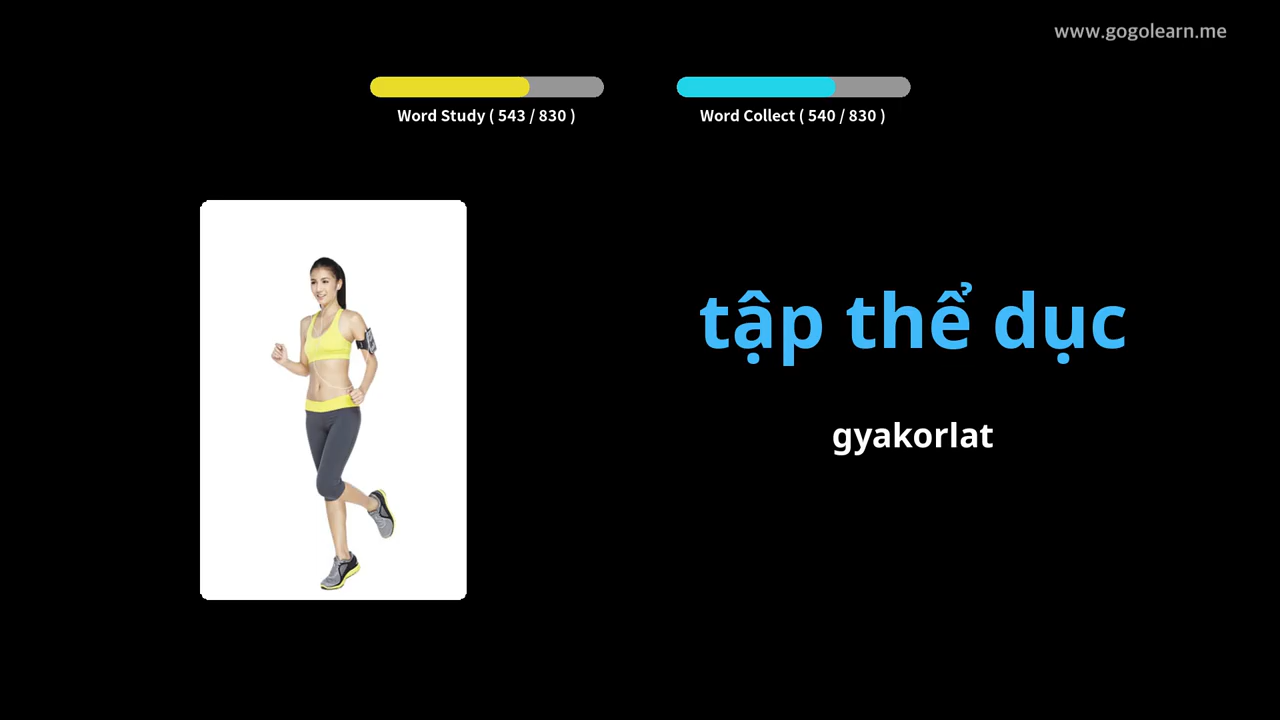 www.gogolearn.me
Word Study ( 543 / 830 )
Word Collect ( 540 / 830 )
tập thể dục
gyakorlat